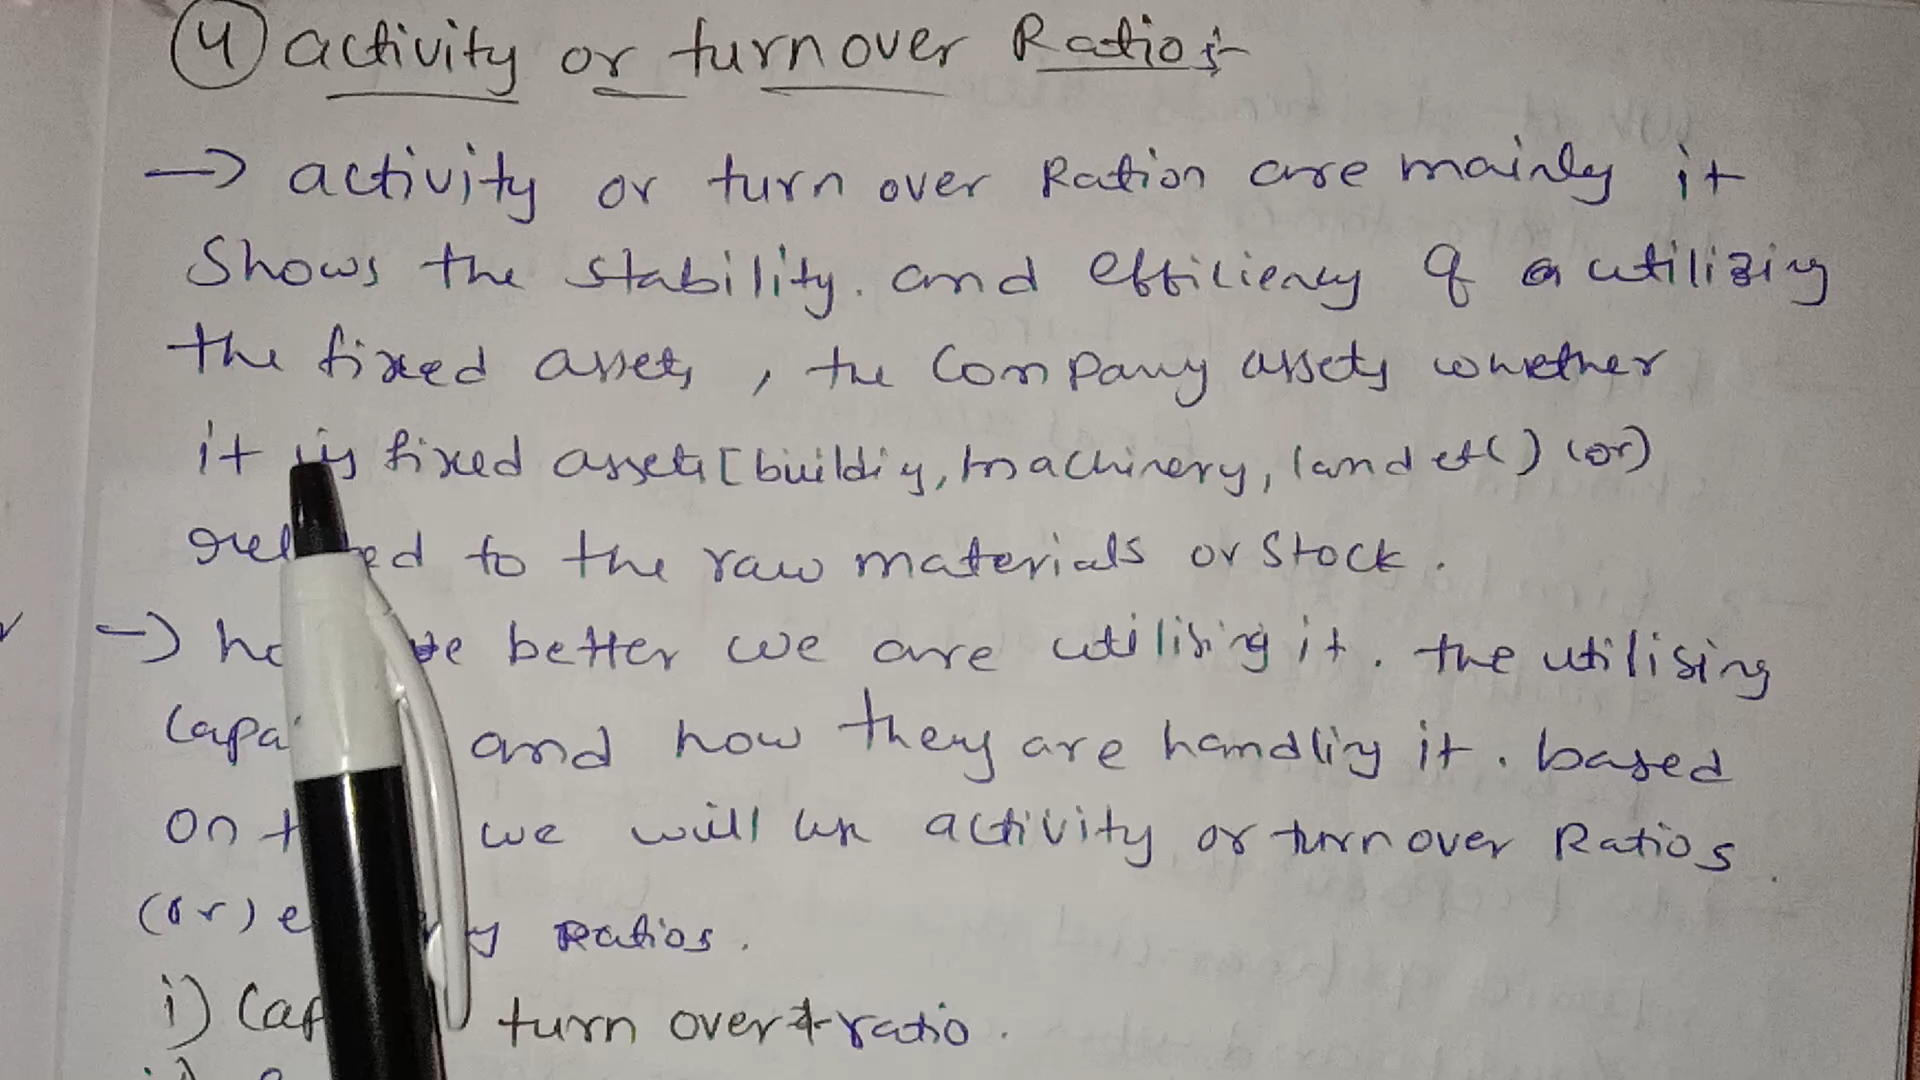 4 activity or turnover Ratios:-
→ activity or turn over Ration are mainly it
Shows the stability. and efficiency of a utilizing
the fixed assets, the Company assets whether
it is fixed assets [building, machinery, land etc) (or)
to the raw materials or Stock.
→ better we are utilising it. the utilising
and how they are handling it. based
on we will use activity or turnover Ratios.
(or) Ratios.
i) turn over ratio.